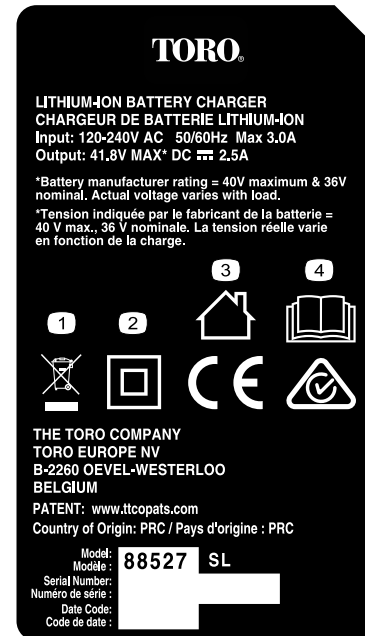 TORO®
LITHIUM-ION BATTERY CHARGER
CHARGEUR DE BATTERIE LITHIUM-ION
Input: 120-240V AC 50/60Hz Max 3.0A
Output: 41.8V MAX* DC ⎓ 2.5A
*Battery manufacturer rating = 40V maximum & 36V
nominal. Actual voltage varies with load.
*Tension indiquée par le fabricant de la batterie =
40 V max., 36 V nominale. La tension réelle varie
en fonction de la charge.
3 4
1 2
CE
THE TORO COMPANY
TORO EUROPE NV
B-2260 OEVEL-WESTERLOO
BELGIUM
PATENT: www.ttcopats.com
Country of Origin: PRC / Pays d'origine : PRC
Model:
Modèle : 88527 SL
Serial Number:
Numéro de série :
Date Code:
Code de date :